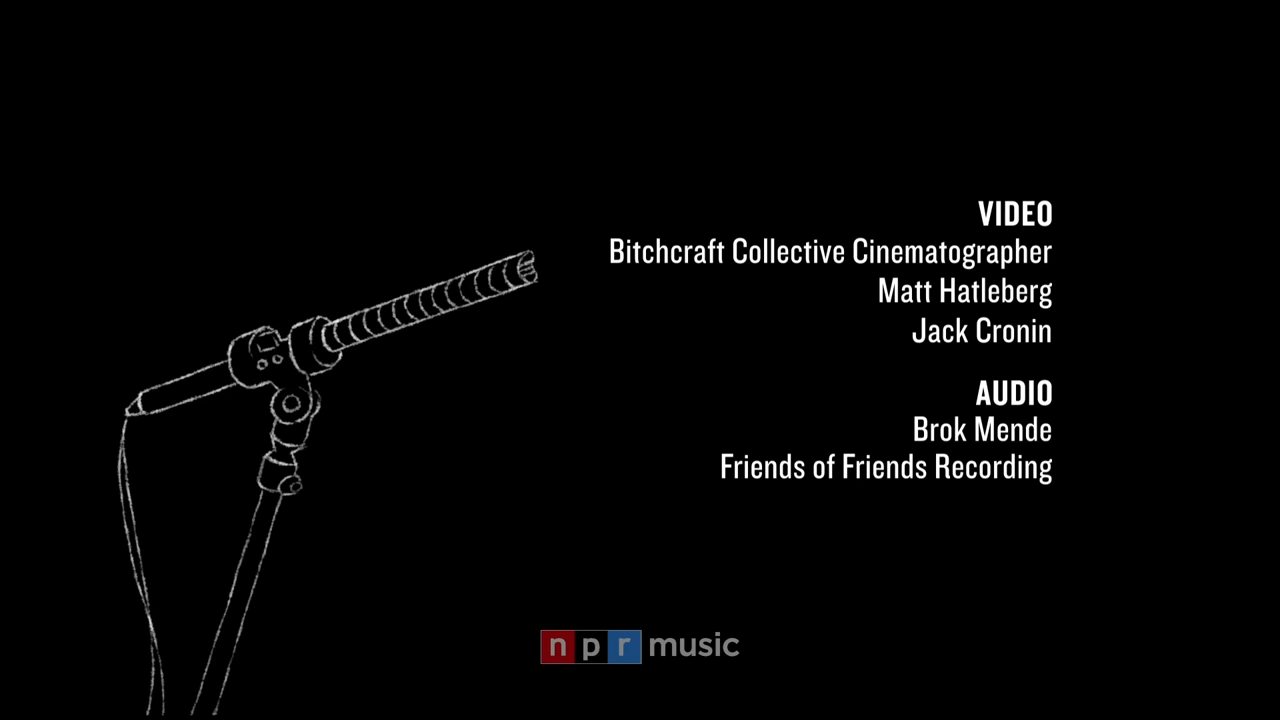 VIDEO
Bitchcraft Collective Cinematographer
Matt Hatleberg
Jack Cronin
AUDIO
Brok Mende
Friends of Friends Recording
npr music